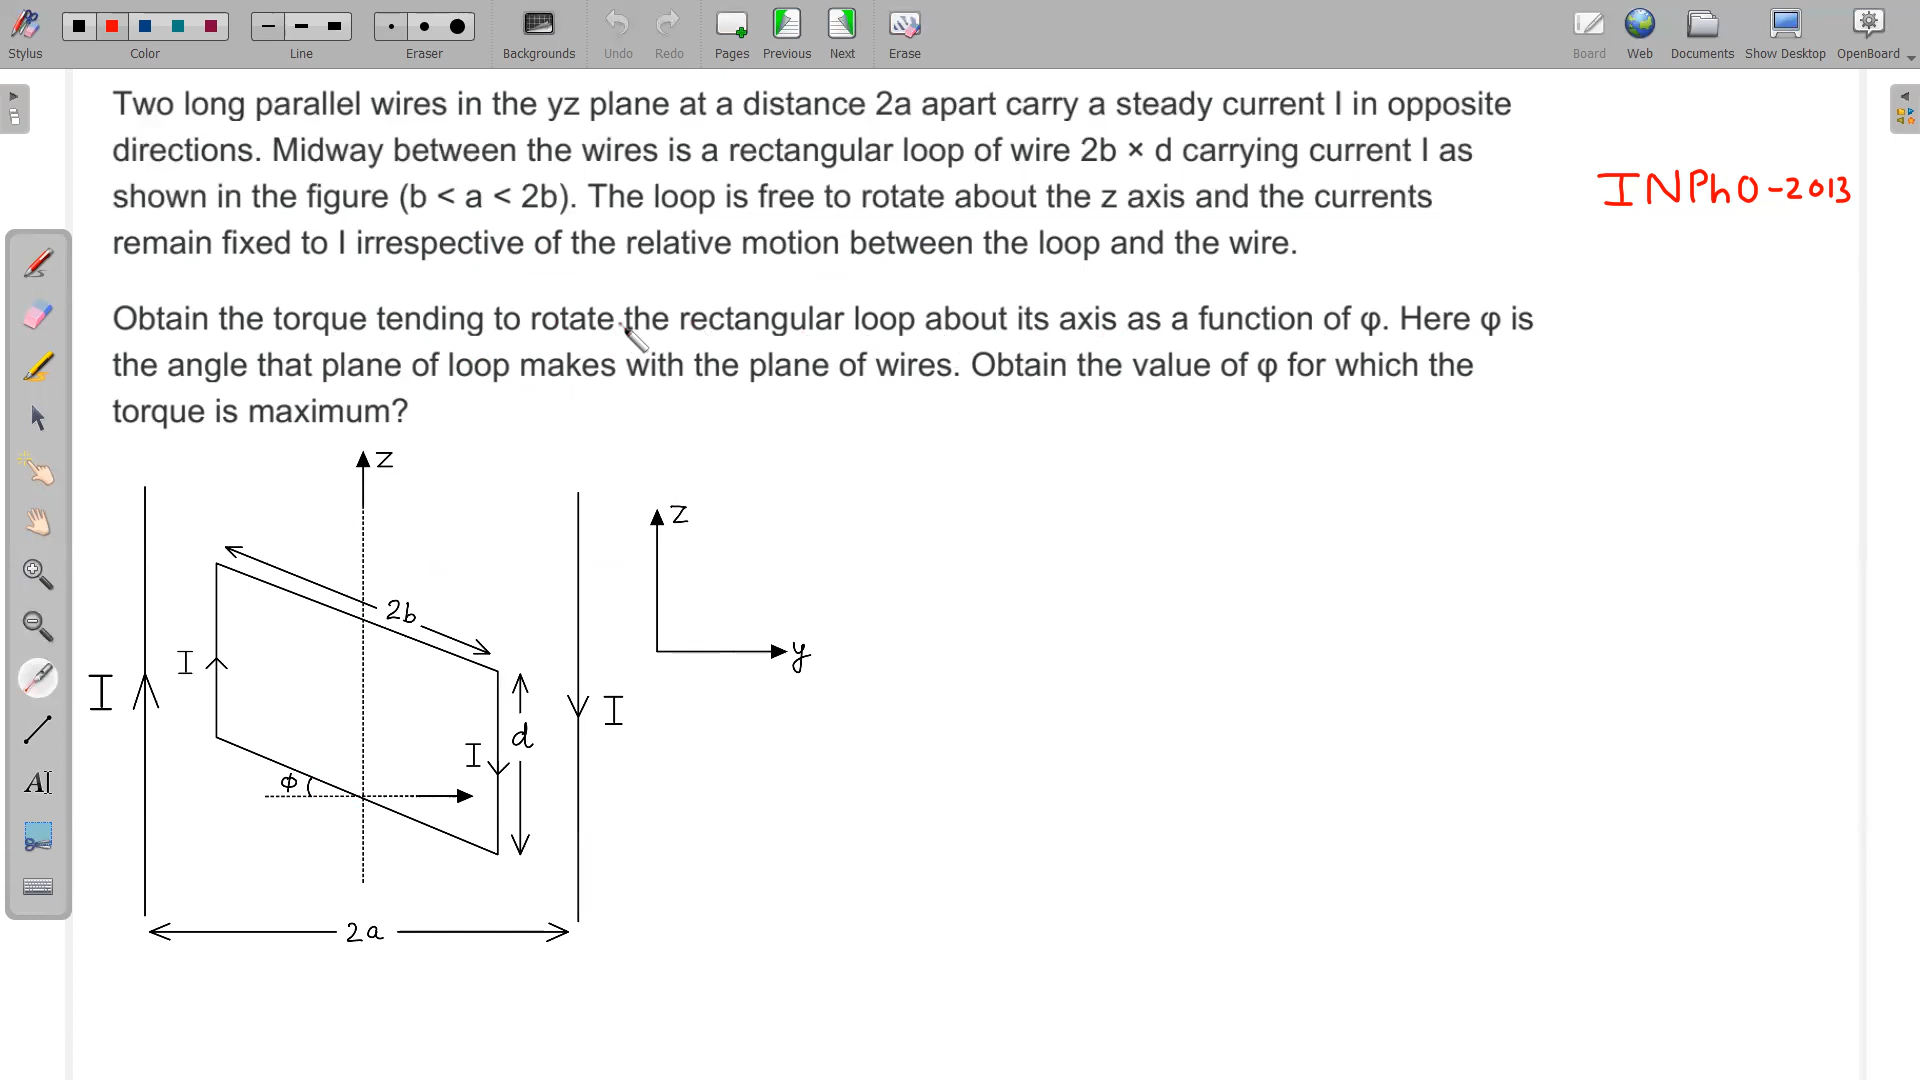 Stylus Color Line Eraser Backgrounds Undo Redo Pages Previous Next Erase Board Web Documents Show Desktop OpenBoard
Two long parallel wires in the yz plane at a distance 2a apart carry a steady current I in opposite
directions. Midway between the wires is a rectangular loop of wire 2b × d carrying current I as
shown in the figure (b < a < 2b). The loop is free to rotate about the z axis and the currents
remain fixed to I irrespective of the relative motion between the loop and the wire.
INPhO-2013
Obtain the torque tending to rotate the rectangular loop about its axis as a function of φ. Here φ is
the angle that plane of loop makes with the plane of wires. Obtain the value of φ for which the
torque is maximum?
z
z
2b
y
I
I
I
d
I
ϕ
2a